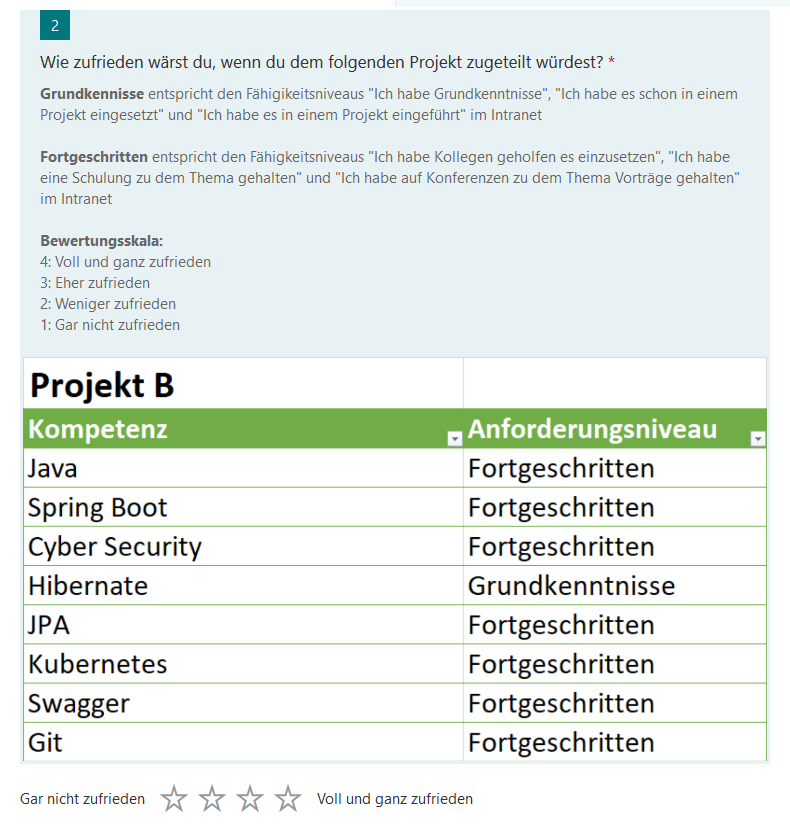 2
Wie zufrieden wärst du, wenn du dem folgenden Projekt zugeteilt würdest? *
Grundkennisse entspricht den Fähigikeitsniveaus "Ich habe Grundkenntnisse", "Ich habe es schon in einem
Projekt eingesetzt" und "Ich habe es in einem Projekt eingeführt" im Intranet
Fortgeschritten entspricht den Fähigkeitsniveaus "Ich habe Kollegen geholfen es einzusetzen", "Ich habe
eine Schulung zu dem Thema gehalten" und "Ich habe auf Konferenzen zu dem Thema Vorträge gehalten"
im Intranet
Bewertungsskala:
4: Voll und ganz zufrieden
3: Eher zufrieden
2: Weniger zufrieden
1: Gar nicht zufrieden
Projekt B
Kompetenz Anforderungsniveau
Java Fortgeschritten
Spring Boot Fortgeschritten
Cyber Security Fortgeschritten
Hibernate Grundkenntnisse
JPA Fortgeschritten
Kubernetes Fortgeschritten
Swagger Fortgeschritten
Git Fortgeschritten
Gar nicht zufrieden Voll und ganz zufrieden